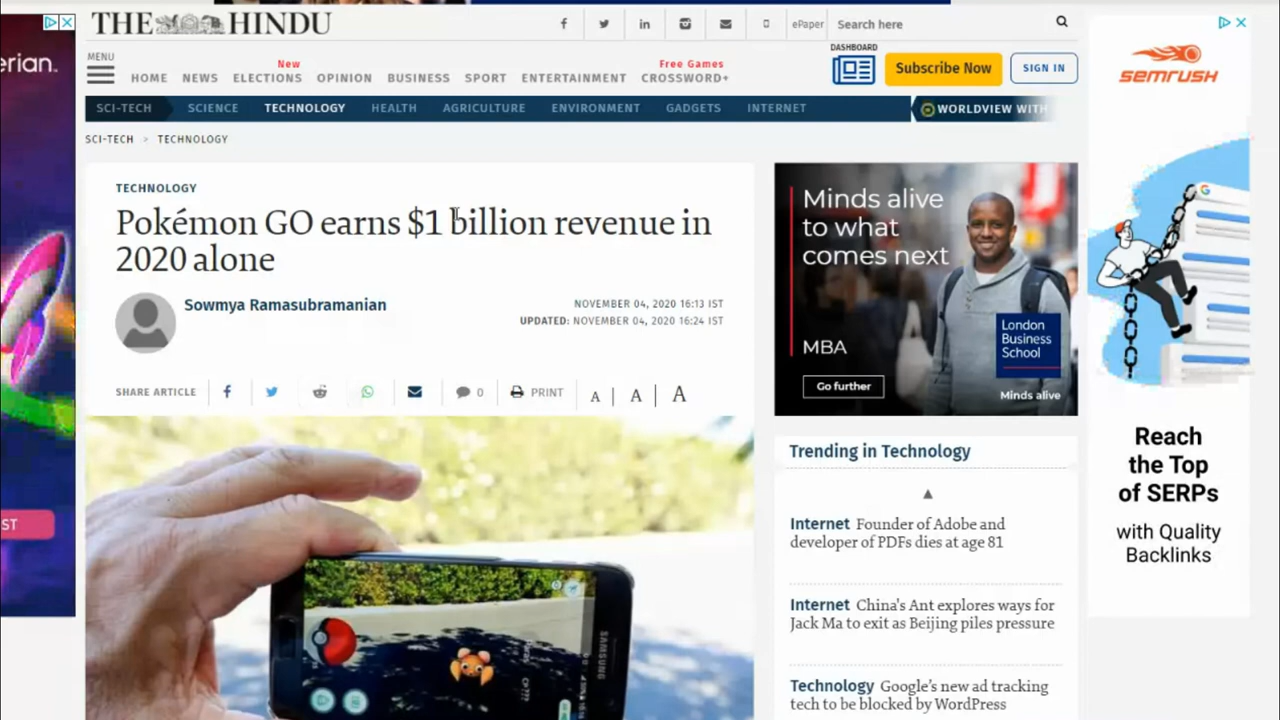 THE HINDU
ePaper
Search here
MENU
HOME
NEWS
New
ELECTIONS
OPINION
BUSINESS
SPORT
ENTERTAINMENT
Free Games
CROSSWORD+
DASHBOARD
Subscribe Now
SIGN IN
SCI-TECH
SCIENCE
TECHNOLOGY
HEALTH
AGRICULTURE
ENVIRONMENT
GADGETS
INTERNET
WORLDVIEW WITH
SCI-TECH > TECHNOLOGY
TECHNOLOGY
Pokémon GO earns $1 billion revenue in
2020 alone
Sowmya Ramasubramanian
NOVEMBER 04, 2020 16:13 IST
UPDATED: NOVEMBER 04, 2020 16:24 IST
SHARE ARTICLE
0
PRINT
A
A
A
SAMSUNG
erian.
ST
Minds alive
to what
comes next
MBA
Go further
London
Business
School
Minds alive
Trending in Technology
Internet Founder of Adobe and
developer of PDFs dies at age 81
Internet China's Ant explores ways for
Jack Ma to exit as Beijing piles pressure
Technology Google's new ad tracking
tech to be blocked by WordPress
SEMRUSH
G
Reach
the Top
of SERPs
with Quality
Backlinks